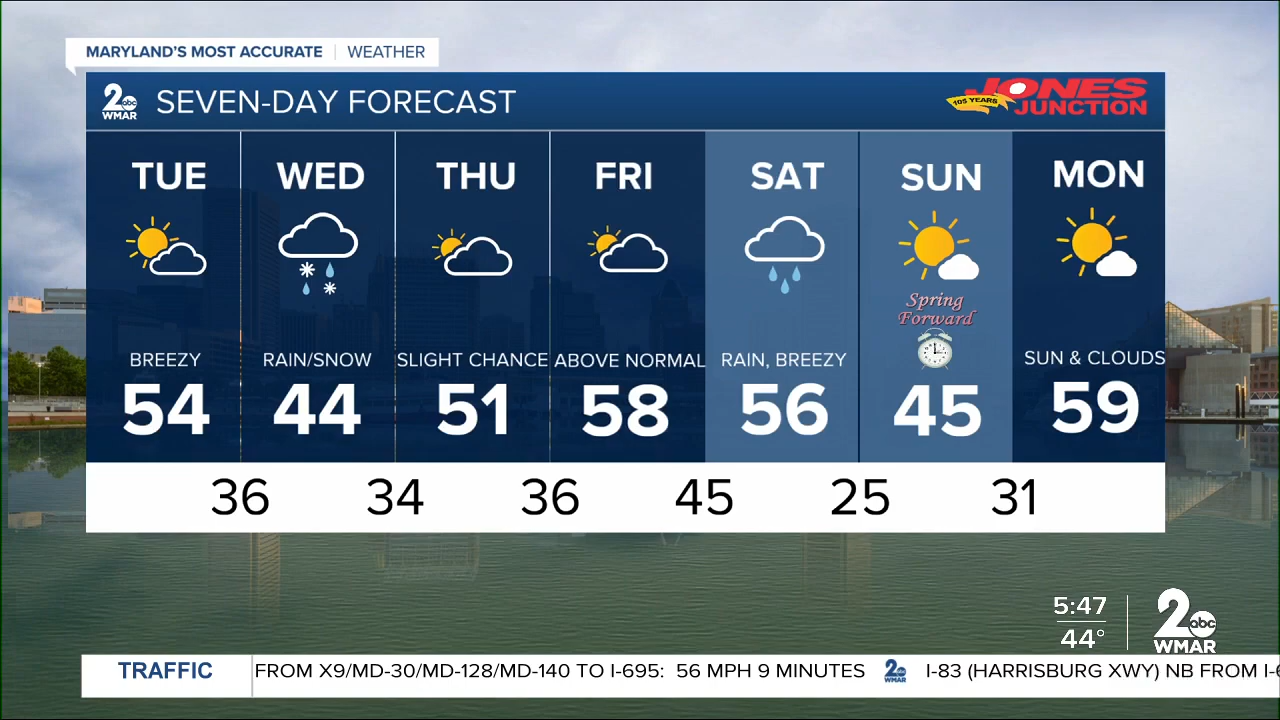 MARYLAND'S MOST ACCURATE | WEATHER
2 abc WMAR
SEVEN-DAY FORECAST
105 YEARS
JONES
JUNCTION
TUE WED THU FRI SAT SUN MON
Spring
Forward
BREEZY RAIN/SNOW SLIGHT CHANCE ABOVE NORMAL RAIN, BREEZY SUN & CLOUDS
54 44 51 58 56 45 59
36 34 36 45 25 31
5:47
44°
2 abc
WMAR
TRAFFIC FROM X9/MD-30/MD-128/MD-140 TO I-695: 56 MPH 9 MINUTES 2 abc WMAR I-83 (HARRISBURG XWY) NB FROM I-6